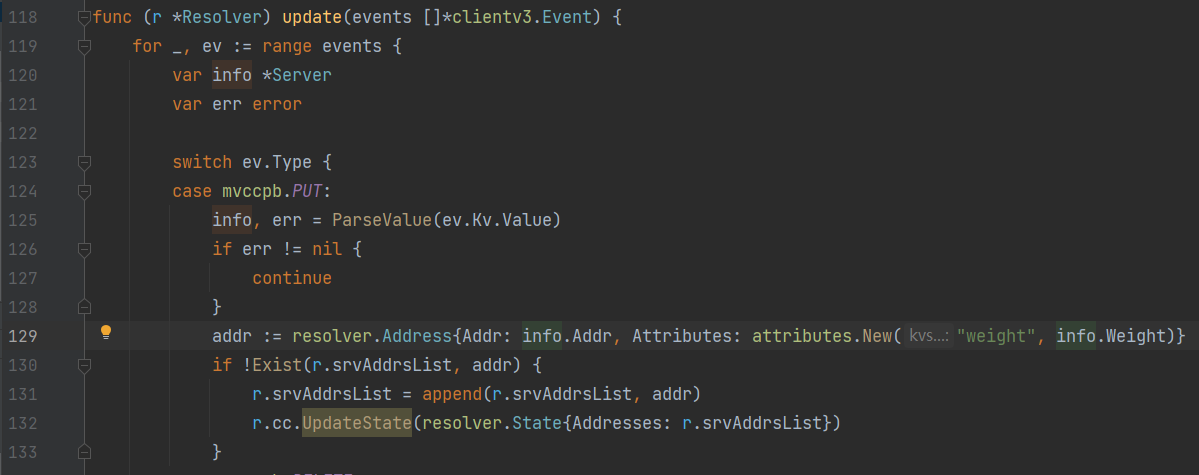 118 func (r *Resolver) update(events []*clientv3.Event) {
119 for _, ev := range events {
120 var info *Server
121 var err error
122
123 switch ev.Type {
124 case mvccpb.PUT:
125 info, err = ParseValue(ev.Kv.Value)
126 if err != nil {
127 continue
128 }
129 addr := resolver.Address{Addr: info.Addr, Attributes: attributes.New( kvs...: "weight", info.Weight)}
130 if !Exist(r.srvAddrsList, addr) {
131 r.srvAddrsList = append(r.srvAddrsList, addr)
132 r.cc.UpdateState(resolver.State{Addresses: r.srvAddrsList})
133 }